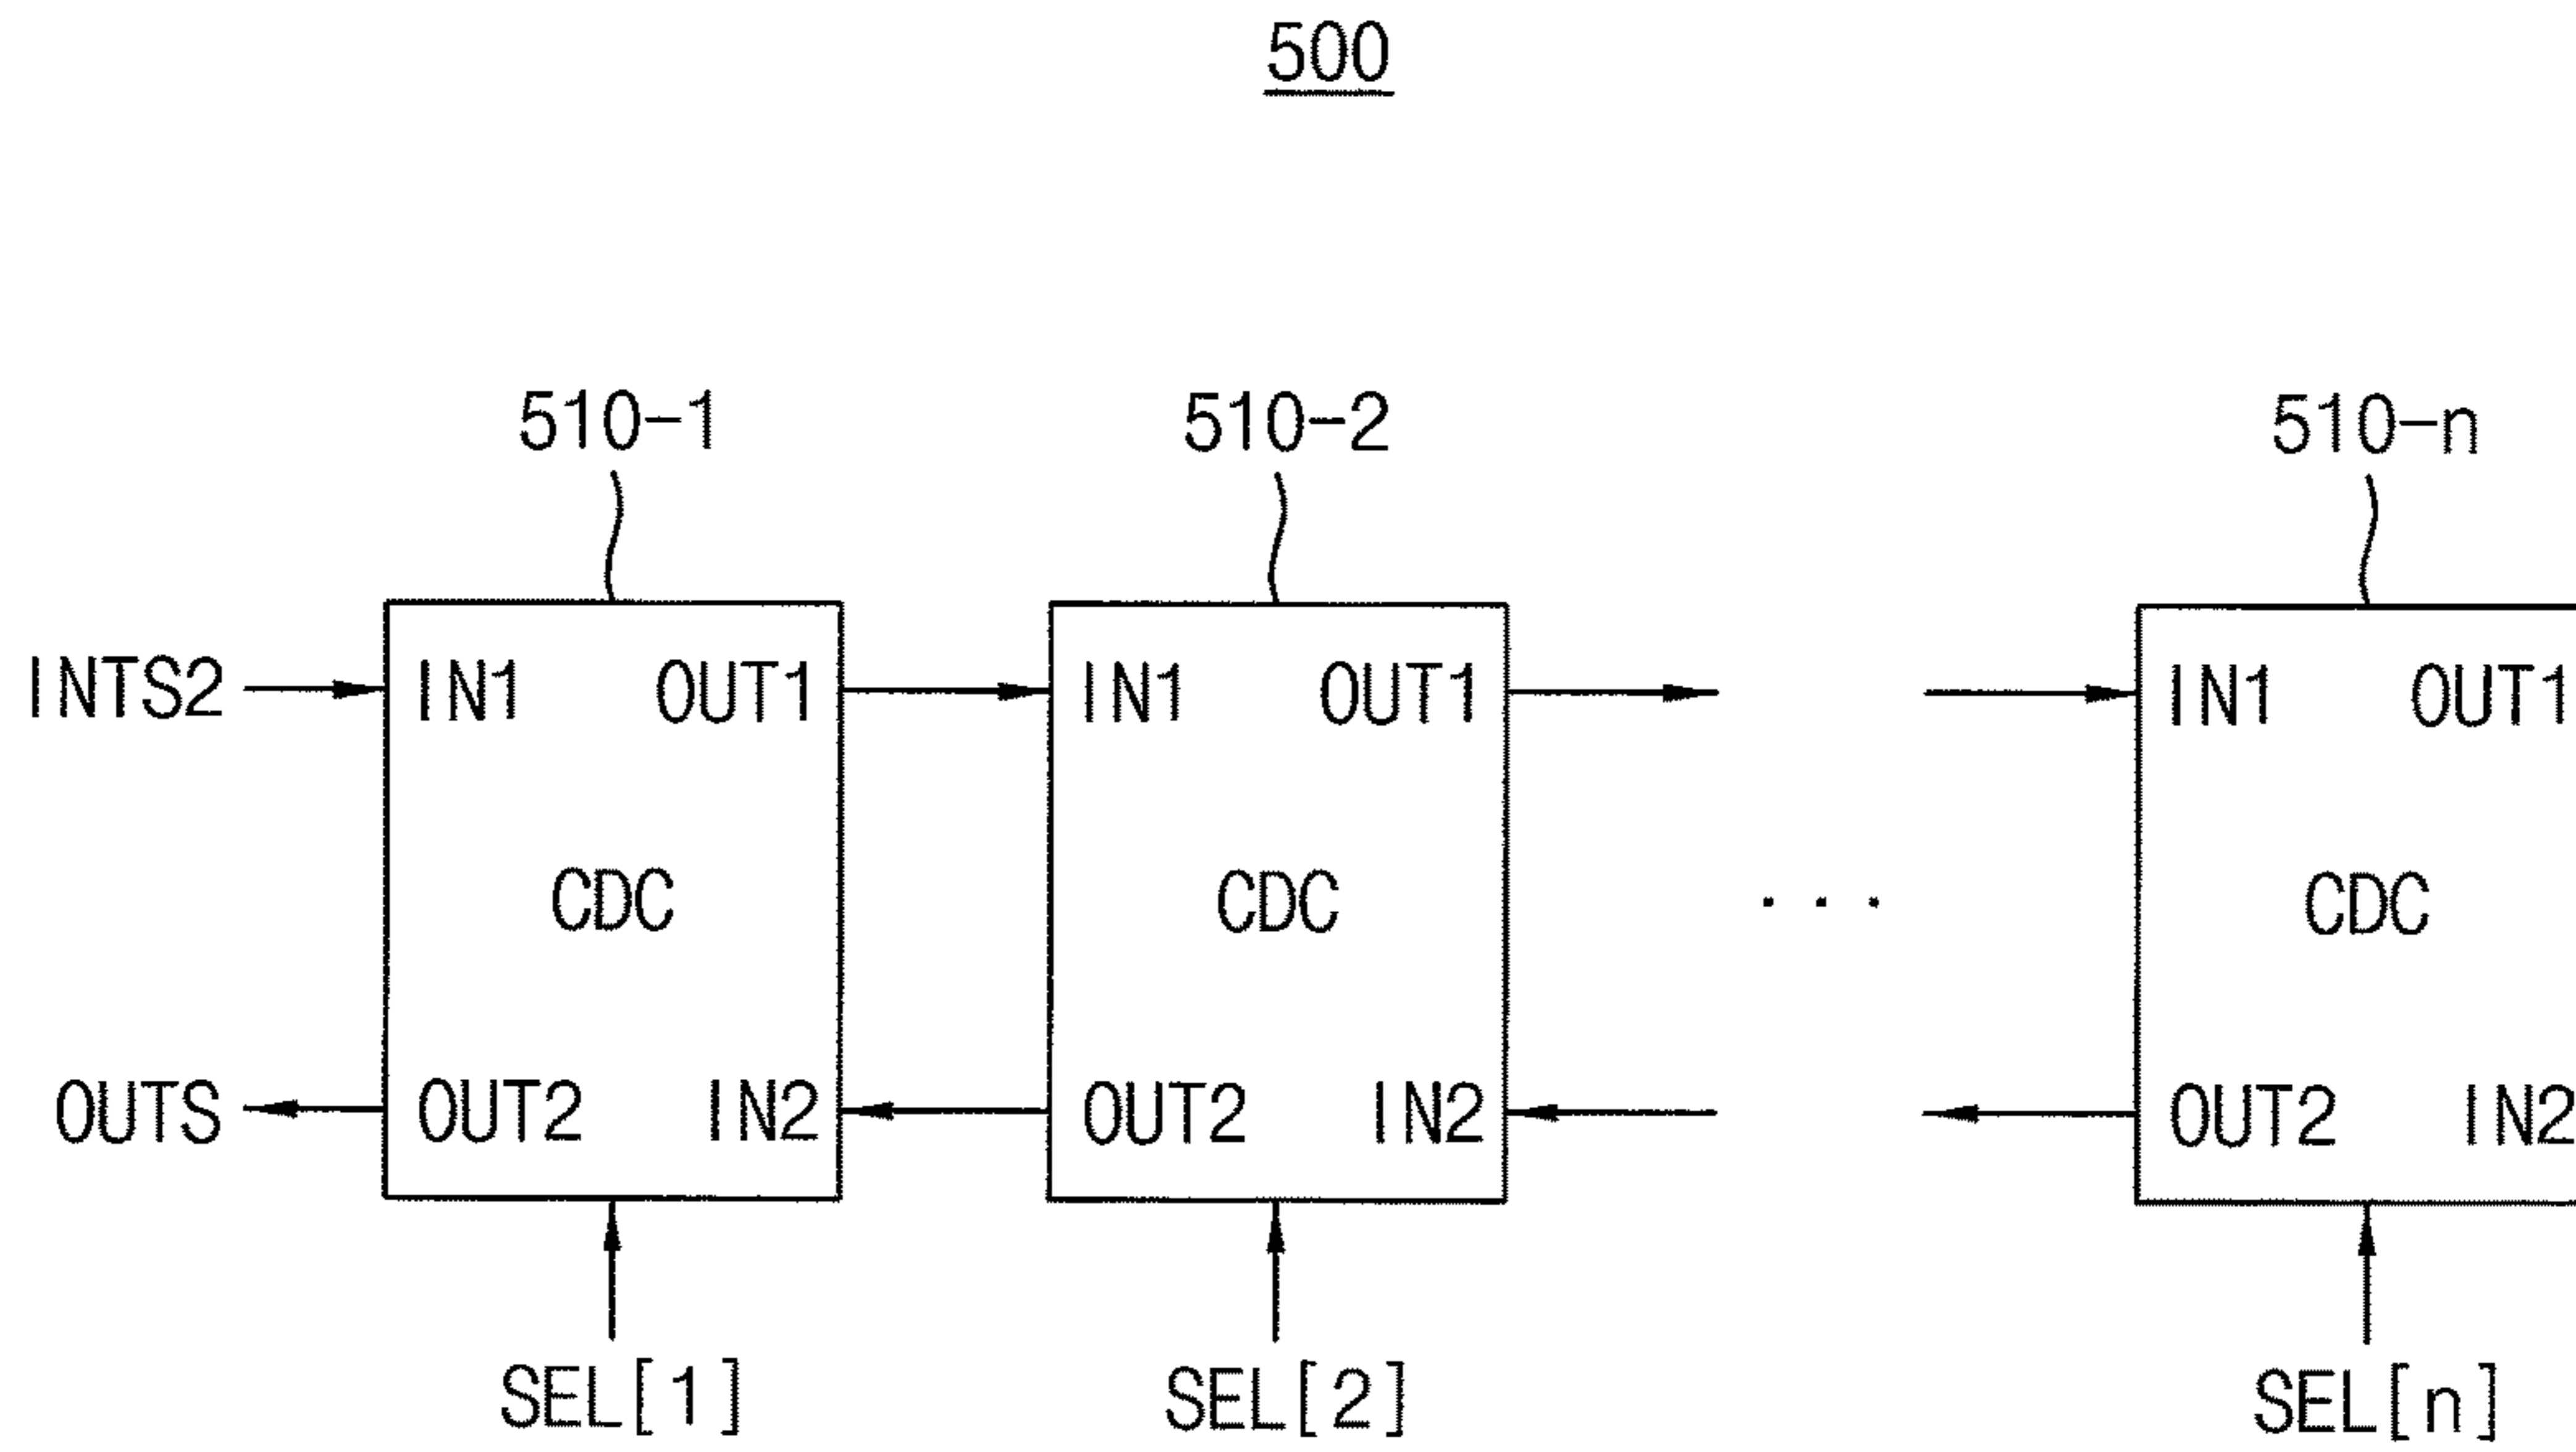 500
510-1 510-2 510-n
INTS2 IN1 OUT1 IN1 OUT1 IN1 OUT1
CDC CDC . . . CDC
OUTS OUT2 IN2 OUT2 IN2 OUT2 IN2
SEL[1] SEL[2] SEL[n]